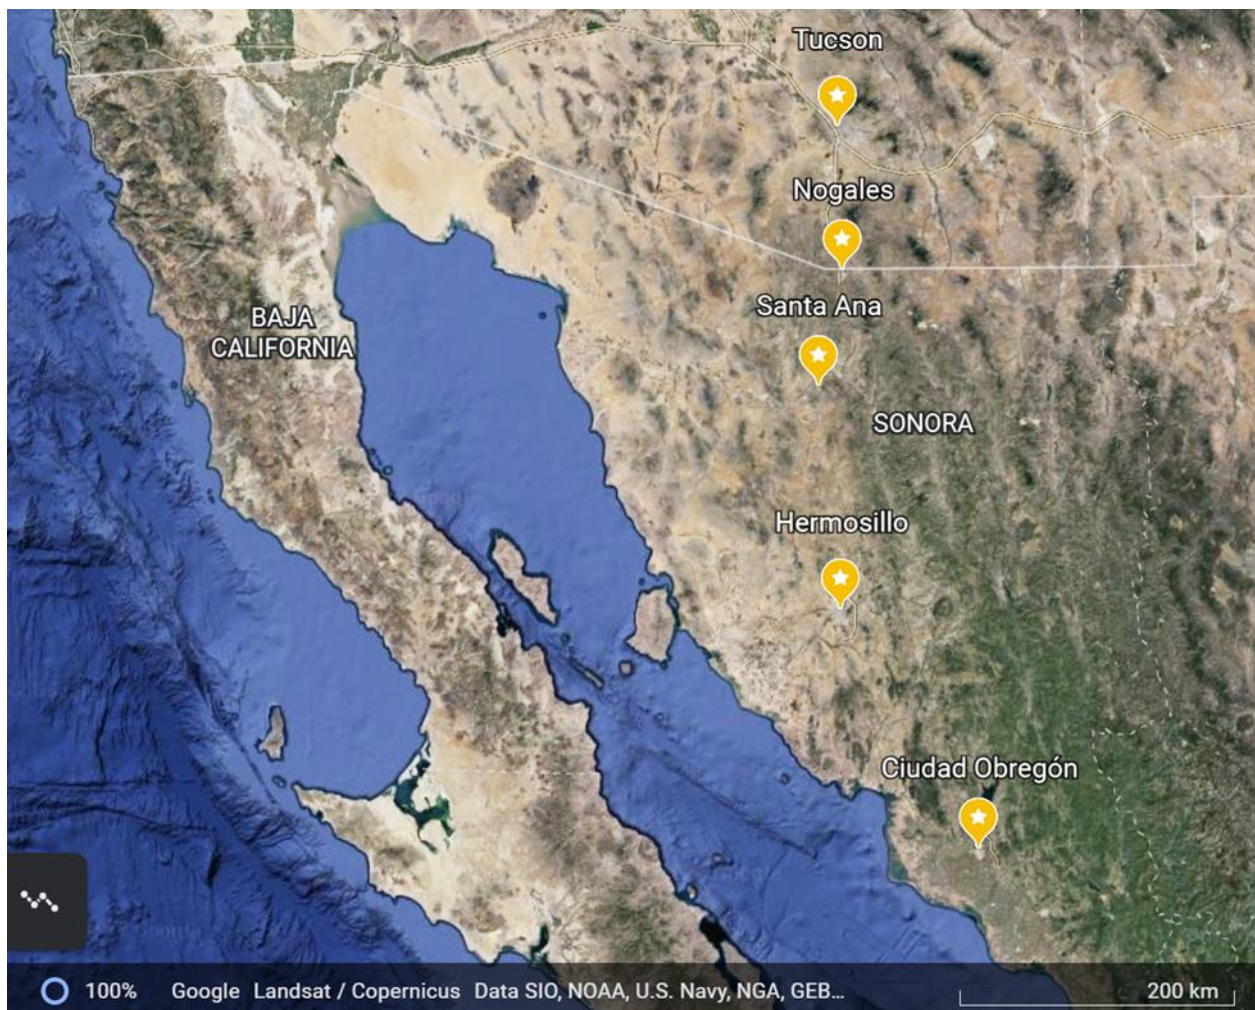 Tucson
Nogales
Santa Ana
BAJA
CALIFORNIA
SONORA
Hermosillo
Ciudad Obregón
100% Google Landsat / Copernicus Data SIO, NOAA, U.S. Navy, NGA, GEB... 200 km